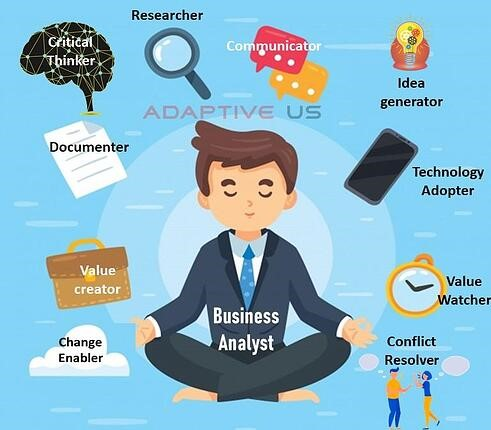 Researcher
Critical
Thinker
Communicator
Idea
generator
ADAPTIVE US
Documenter
Technology
Adopter
Value
creator
Value
Watcher
Business
Analyst
Change
Enabler
Conflict
Resolver